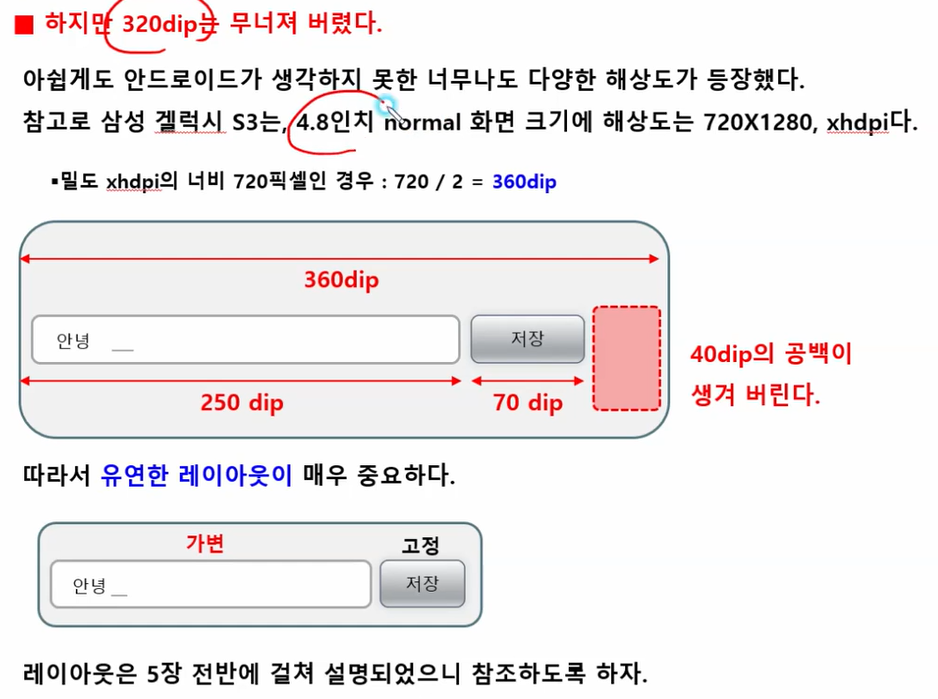 ■ 하지만 320dip는 무너져 버렸다.
아쉽게도 안드로이드가 생각하지 못한 너무나도 다양한 해상도가 등장했다.
참고로 삼성 겔럭시 S3는, 4.8인치 normal 화면 크기에 해상도는 720X1280, xhdpi다.
▪밀도 xhdpi의 너비 720픽셀인 경우 : 720 / 2 = 360dip
360dip
안녕 __
저장
250 dip
70 dip
40dip의 공백이
생겨 버린다.
따라서 유연한 레이아웃이 매우 중요하다.
가변 고정
안녕 __ 저장
레이아웃은 5장 전반에 걸쳐 설명되었으니 참조하도록 하자.